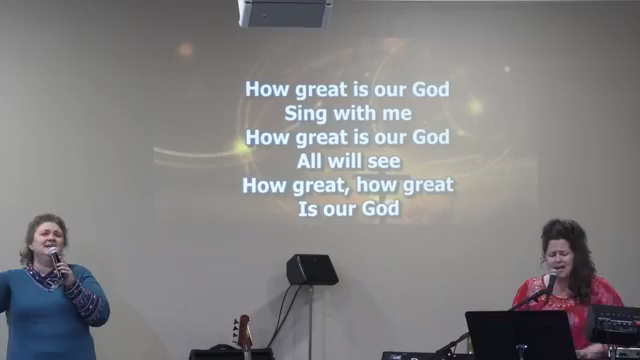 How great is our God
Sing with me
How great is our God
All will see
How great, how great
Is our God